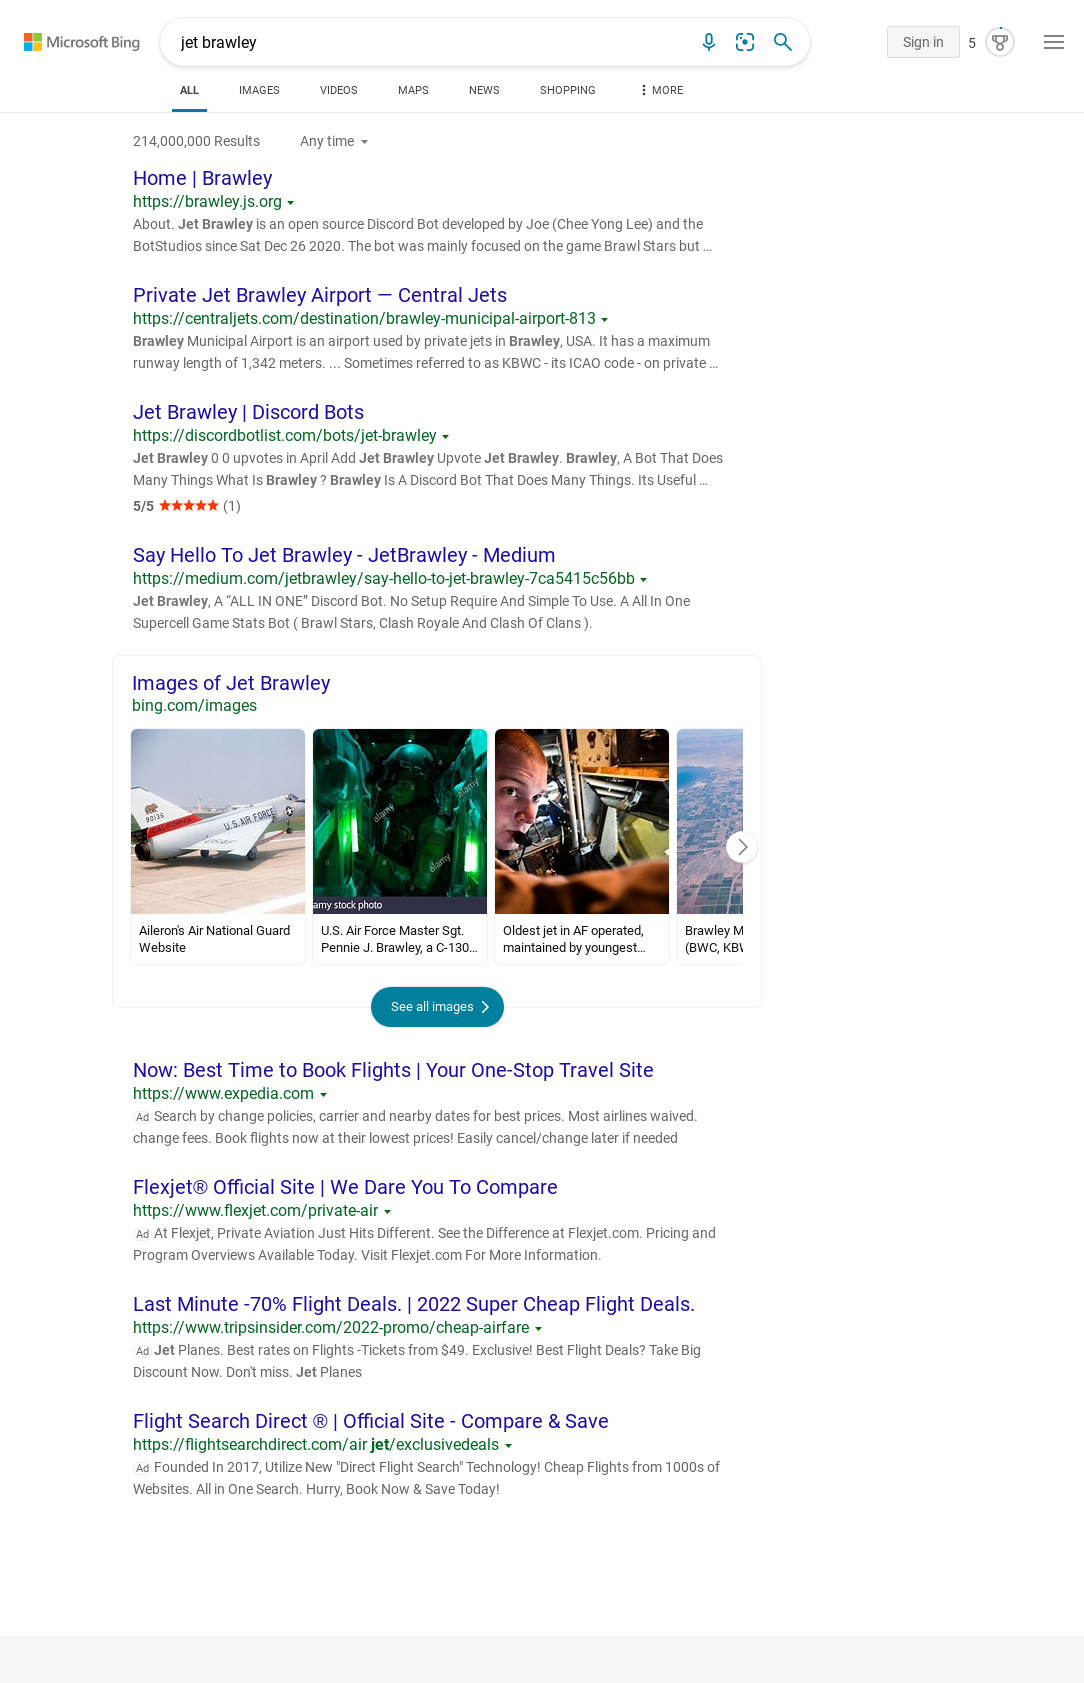 Microsoft Bing
jet brawley
Sign in
5
ALL
IMAGES
VIDEOS
MAPS
NEWS
SHOPPING
MORE
214,000,000 Results
Any time
Home | Brawley
https://brawley.js.org
About. Jet Brawley is an open source Discord Bot developed by Joe (Chee Yong Lee) and the
BotStudios since Sat Dec 26 2020. The bot was mainly focused on the game Brawl Stars but …
Private Jet Brawley Airport — Central Jets
https://centraljets.com/destination/brawley-municipal-airport-813
Brawley Municipal Airport is an airport used by private jets in Brawley, USA. It has a maximum
runway length of 1,342 meters. ... Sometimes referred to as KBWC - its ICAO code - on private …
Jet Brawley | Discord Bots
https://discordbotlist.com/bots/jet-brawley
Jet Brawley 0 0 upvotes in April Add Jet Brawley Upvote Jet Brawley. Brawley, A Bot That Does
Many Things What Is Brawley ? Brawley Is A Discord Bot That Does Many Things. Its Useful …
5/5 ★★★★★ (1)
Say Hello To Jet Brawley - JetBrawley - Medium
https://medium.com/jetbrawley/say-hello-to-jet-brawley-7ca5415c56bb
Jet Brawley, A “ALL IN ONE” Discord Bot. No Setup Require And Simple To Use. A All In One
Supercell Game Stats Bot ( Brawl Stars, Clash Royale And Clash Of Clans ).
Images of Jet Brawley
bing.com/images
90136
CALIFORNIA
U.S. AIR FORCE
alamy
alamy
alamy
amy stock photo
Aileron's Air National Guard
Website
U.S. Air Force Master Sgt.
Pennie J. Brawley, a C-130…
Oldest jet in AF operated,
maintained by youngest…
Brawley M
(BWC, KBW
See all images
Now: Best Time to Book Flights | Your One-Stop Travel Site
https://www.expedia.com
Ad Search by change policies, carrier and nearby dates for best prices. Most airlines waived.
change fees. Book flights now at their lowest prices! Easily cancel/change later if needed
Flexjet® Official Site | We Dare You To Compare
https://www.flexjet.com/private-air
Ad At Flexjet, Private Aviation Just Hits Different. See the Difference at Flexjet.com. Pricing and
Program Overviews Available Today. Visit Flexjet.com For More Information.
Last Minute -70% Flight Deals. | 2022 Super Cheap Flight Deals.
https://www.tripsinsider.com/2022-promo/cheap-airfare
Ad Jet Planes. Best rates on Flights -Tickets from $49. Exclusive! Best Flight Deals? Take Big
Discount Now. Don't miss. Jet Planes
Flight Search Direct ® | Official Site - Compare & Save
https://flightsearchdirect.com/air jet/exclusivedeals
Ad Founded In 2017, Utilize New "Direct Flight Search" Technology! Cheap Flights from 1000s of
Websites. All in One Search. Hurry, Book Now & Save Today!